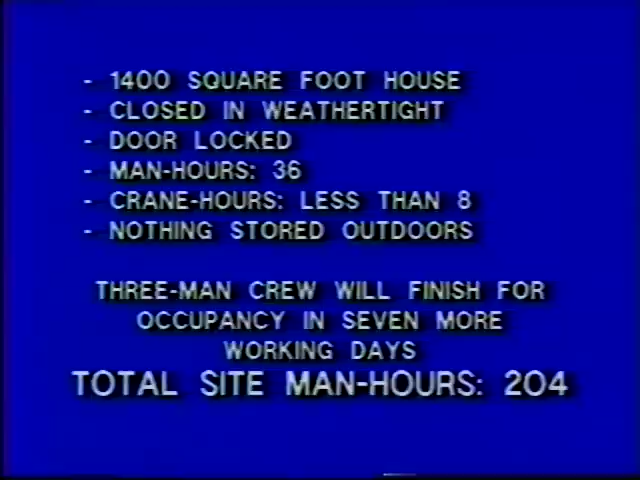 - 1400 SQUARE FOOT HOUSE
- CLOSED IN WEATHERTIGHT
- DOOR LOCKED
- MAN-HOURS: 36
- CRANE-HOURS: LESS THAN 8
- NOTHING STORED OUTDOORS
THREE-MAN CREW WILL FINISH FOR
OCCUPANCY IN SEVEN MORE
WORKING DAYS
TOTAL SITE MAN-HOURS: 204